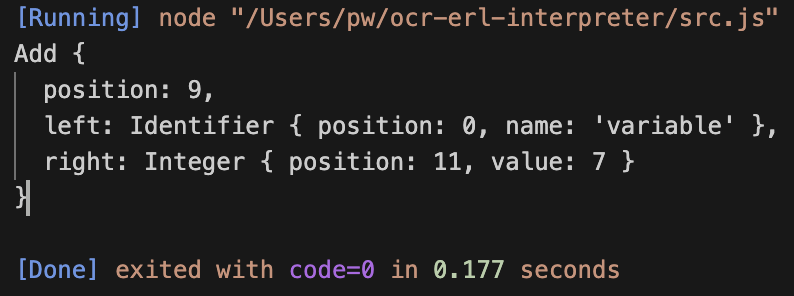 [Running] node "/Users/pw/ocr-erl-interpreter/src.js"
Add {
  position: 9,
  left: Identifier { position: 0, name: 'variable' },
  right: Integer { position: 11, value: 7 }
}
[Done] exited with code=0 in 0.177 seconds